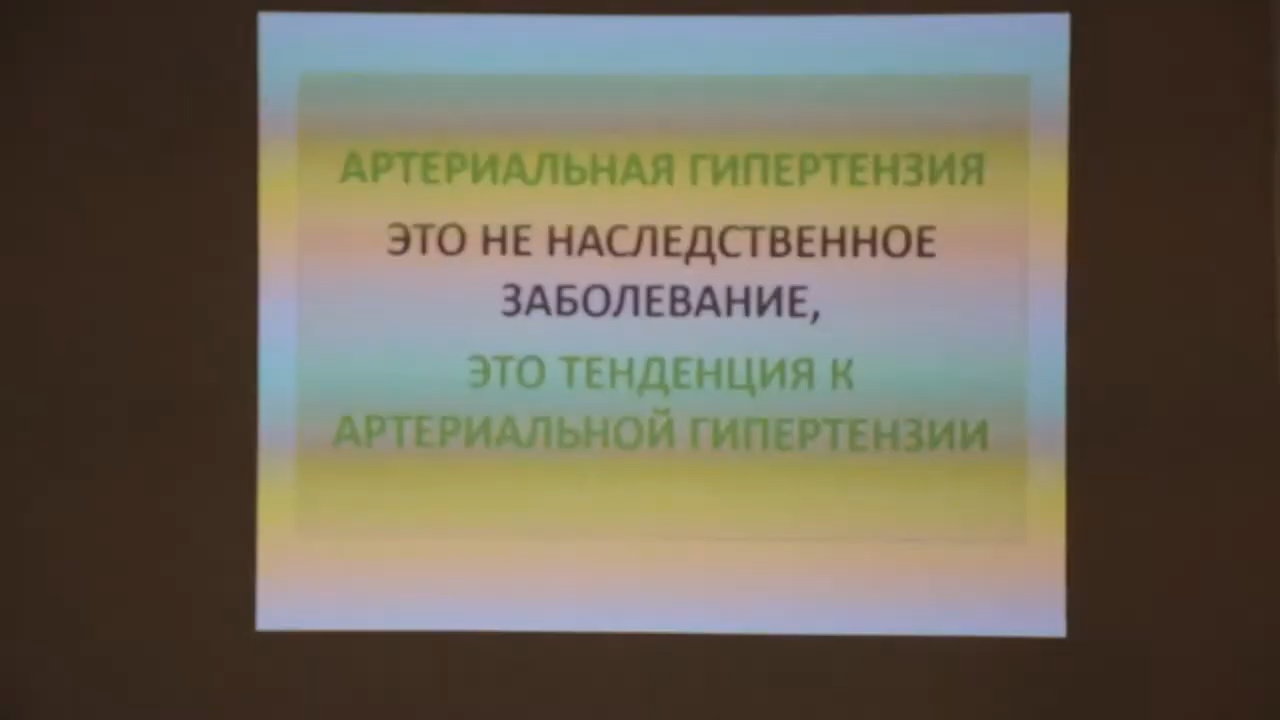 АРТЕРИАЛЬНАЯ ГИПЕРТЕНЗИЯ
ЭТО НЕ НАСЛЕДСТВЕННОЕ
ЗАБОЛЕВАНИЕ,
ЭТО ТЕНДЕНЦИЯ К
АРТЕРИАЛЬНОЙ ГИПЕРТЕНЗИИ